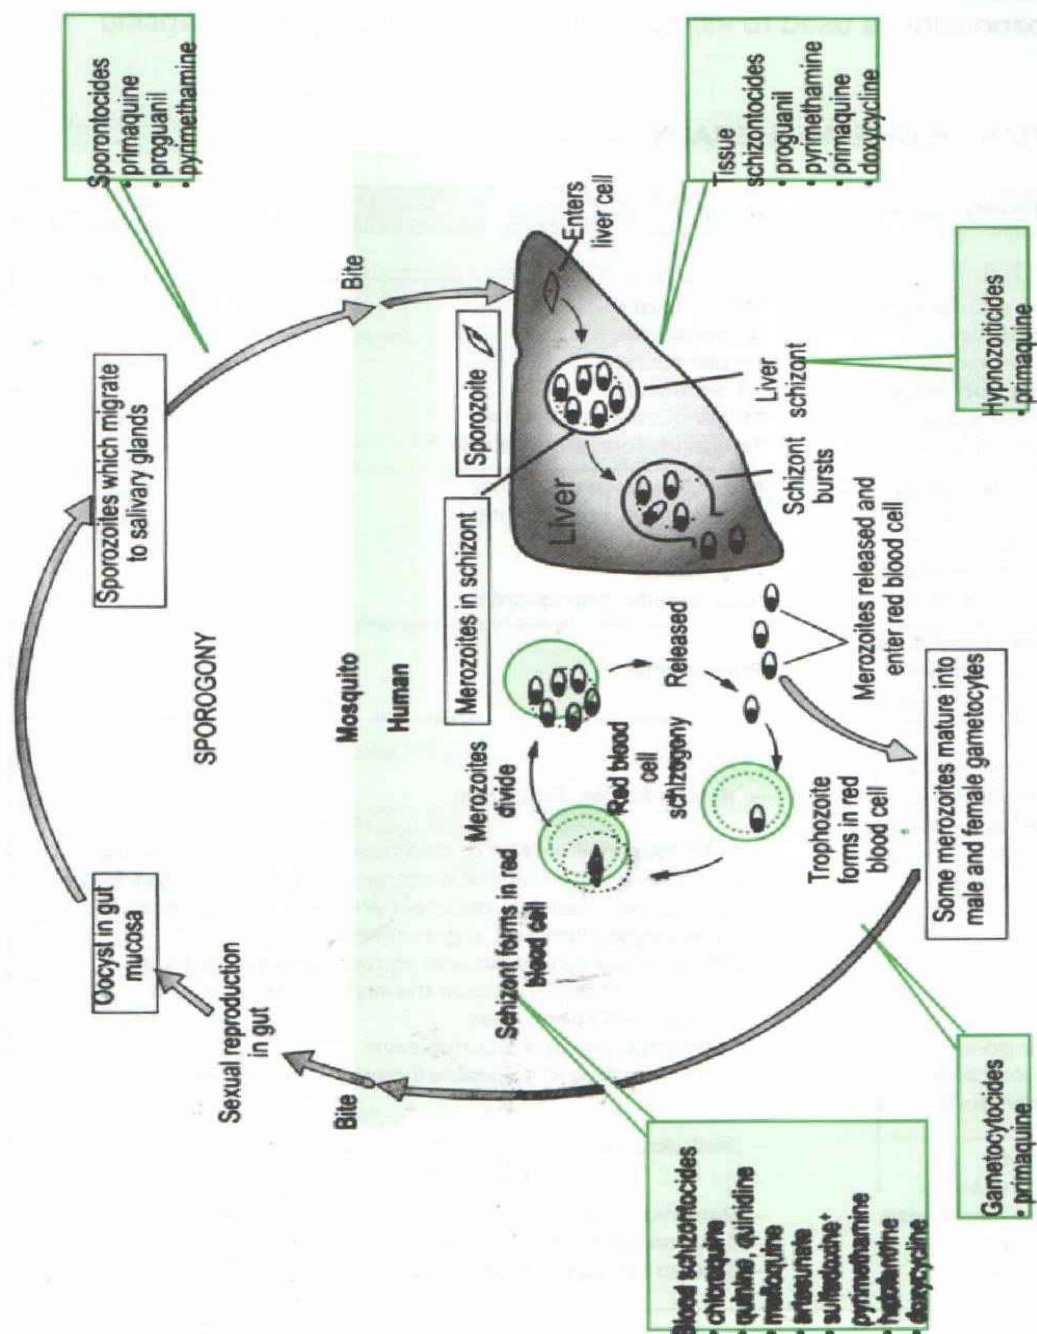 Sporontocides
• primaquine
• proguanil
• pyrimethamine
Oocyst in gut
mucosa
Sporozoites which migrate
to salivary glands
Sexual reproduction
in gut
SPOROGONY
Bite
Mosquito
Bite
Human
Merozoites in schizont
Sporozoite
Enters
liver cell
Liver
Merozoites
divide
Schizont forms in red
blood cell
Red blood
cell
schizogony
Released
Tissue
schizontocides
• proguanil
• pyrimethamine
• primaquine
• doxycycline
Liver
schizont
Schizont
bursts
Trophozoite
forms in red
blood cell
Merozoites released and
enter red blood cell
Blood schizontocides
• chloroquine
• quinine, quinidine
• mefloquine
• artesunate
• sulfadoxine+
pyrimethamine
• halofantrine
• doxycycline
Some merozoites mature into
male and female gametocytes
Gametocytocides
• primaquine
Hypnozoiticides
• primaquine